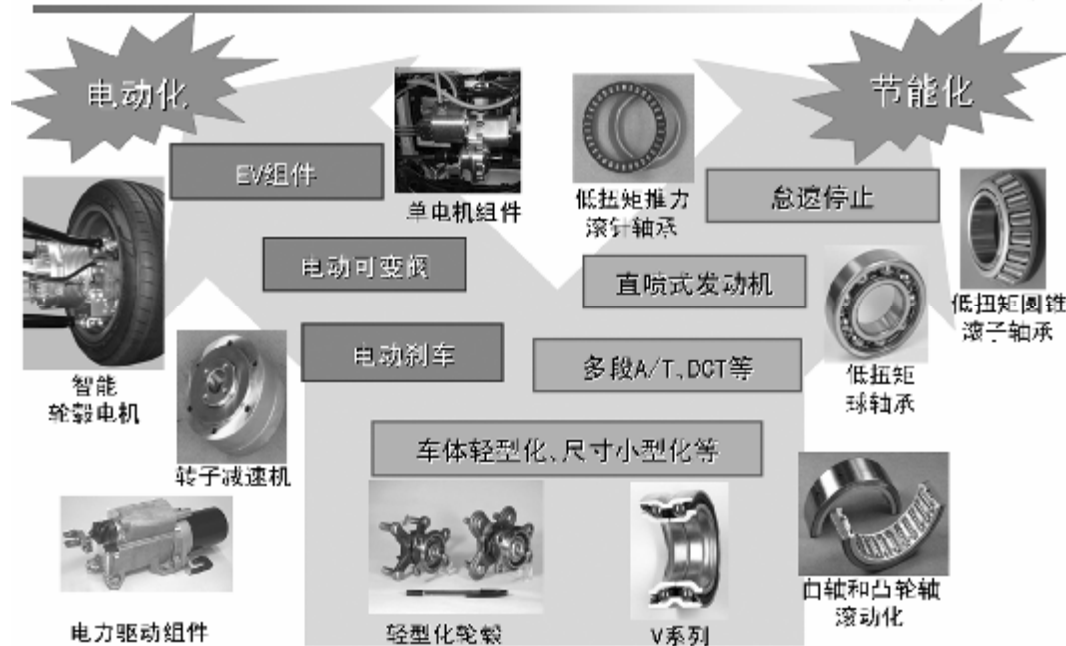 电动化
节能化
EV组件
单电机组件
低扭矩推力
滚针轴承
怠速停止
电动可变阀
直喷式发动机
低扭矩圆锥
滚子轴承
智能
轮毂电机
电动刹车
多段A/T、DCT等
低扭矩
球轴承
转子减速机
车体轻型化、尺寸小型化等
电力驱动组件
轻型化轮毂
V系列
曲轴和凸轮轴
滚动化